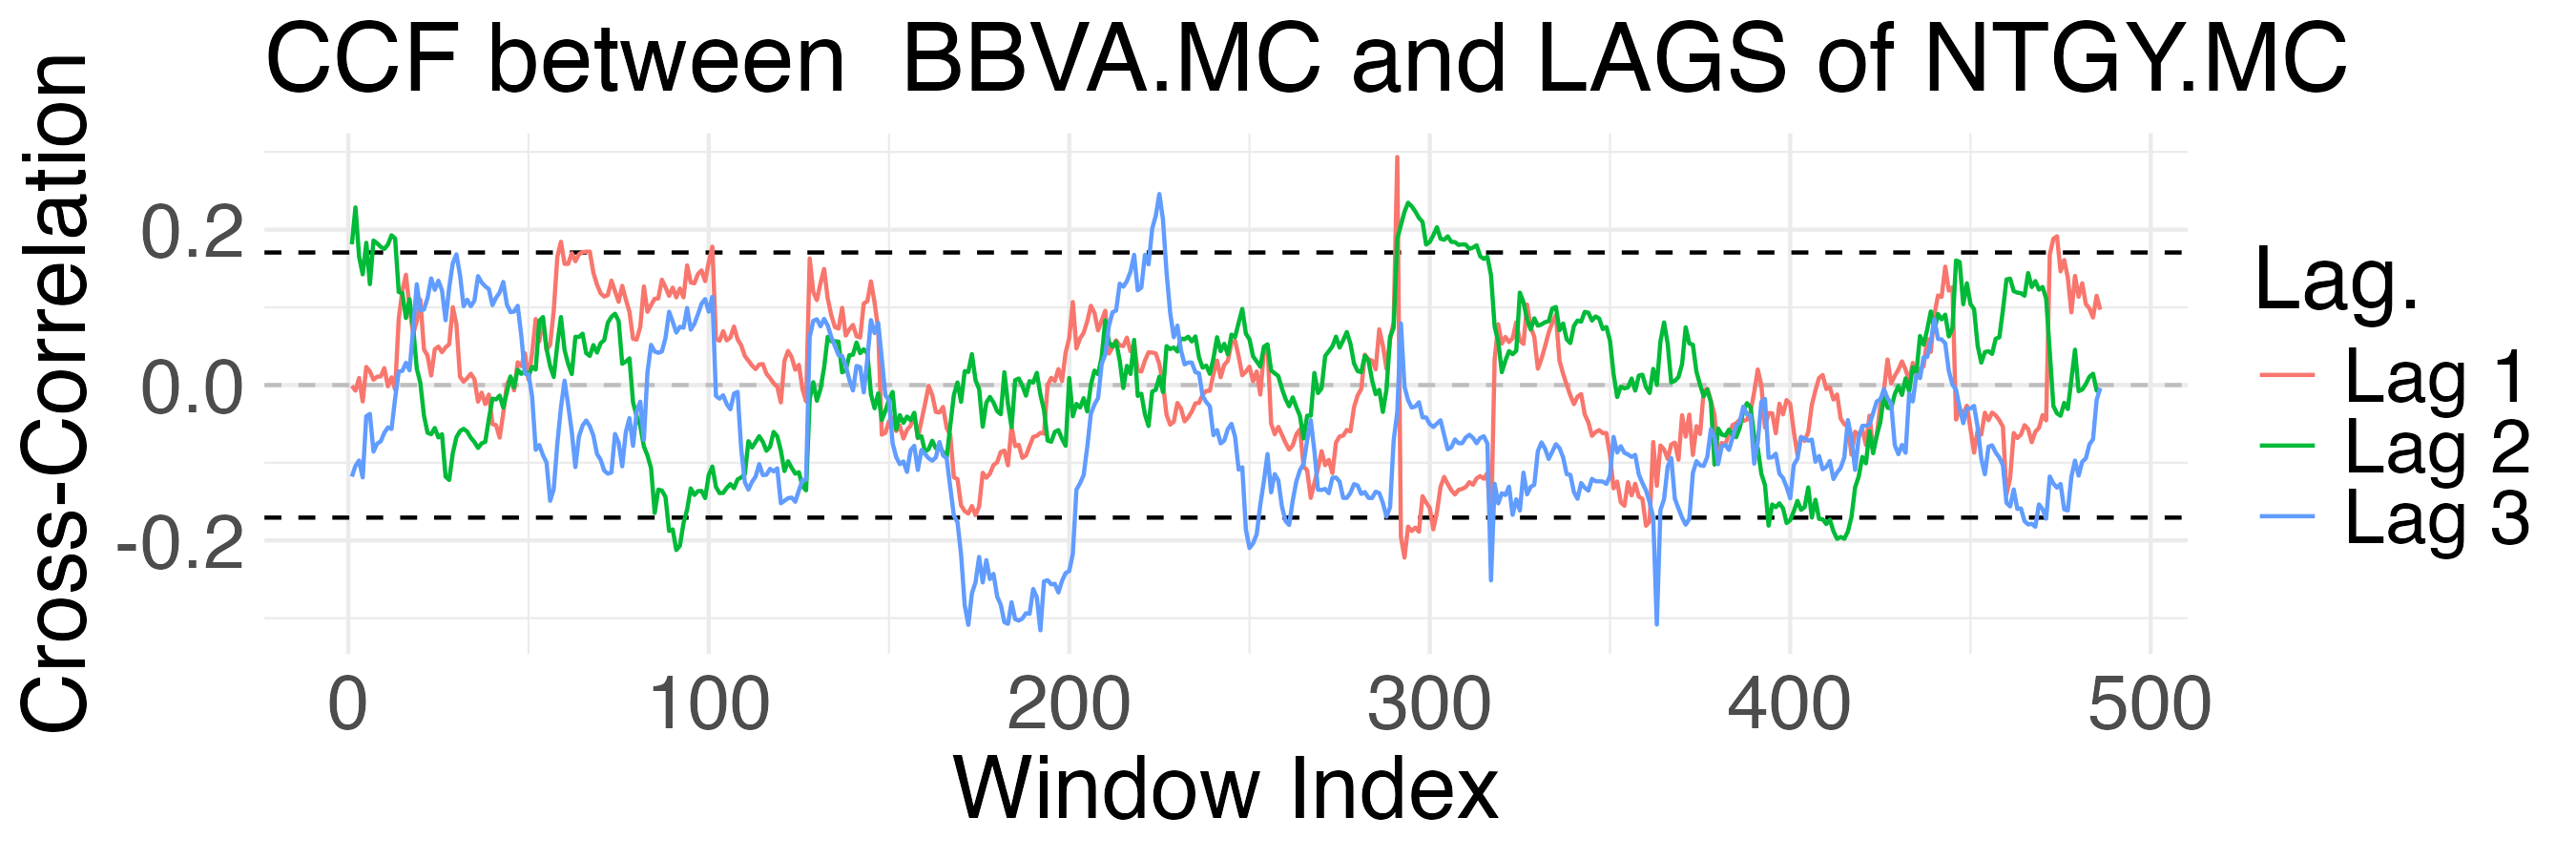 CCF between  BBVA.MC and LAGS of NTGY.MC
Cross-Correlation
0.2
0.0
-0.2
0 100 200 300 400 500
Window Index
Lag.
Lag 1
Lag 2
Lag 3